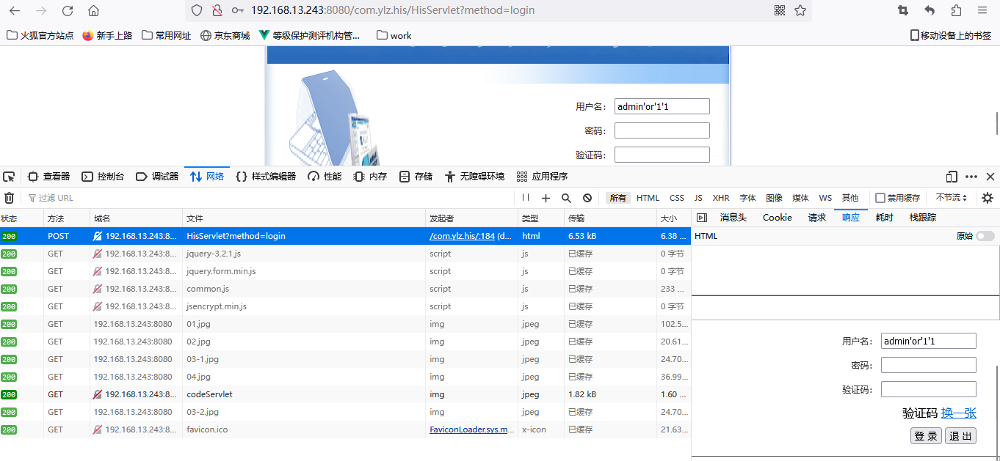 192.168.13.243:8080/com.ylz.his/HisServlet?method=login
火狐官方站点 新手上路 常用网址 京东商城 等级保护测评机构管... work 移动设备上的书签
用户名: admin'or'1'1
密码:
验证码:
查看器 控制台 调试器 网络 样式编辑器 性能 内存 存储 无障碍环境 应用程序
过滤 URL 所有 HTML CSS JS XHR 字体 图像 媒体 WS 其他 禁用缓存 不节流
状态 方法 域名 文件 发起者 类型 传输 大小 消息头 Cookie 请求 响应 耗时 栈跟踪
200 POST 192.168.13.243:8... HisServlet?method=login /com.ylz.his/:184 (d... html 6.53 kB 6.38 ... HTML 原始
200 GET 192.168.13.243:8... jquery-3.2.1.js script js 已缓存 0 字节
200 GET 192.168.13.243:8... jquery.form.min.js script js 已缓存 0 字节
200 GET 192.168.13.243:8... common.js script js 已缓存 233 ...
200 GET 192.168.13.243:8... jsencrypt.min.js script js 已缓存 0 字节
200 GET 192.168.13.243:8080 01.jpg img jpeg 已缓存 102.5...
200 GET 192.168.13.243:8080 02.jpg img jpeg 已缓存 20.61...
200 GET 192.168.13.243:8080 03-1.jpg img jpeg 已缓存 24.70...
200 GET 192.168.13.243:8080 04.jpg img jpeg 已缓存 36.99...
200 GET 192.168.13.243:8... codeServlet img jpeg 1.82 kB 1.60 ...
200 GET 192.168.13.243:8080 03-2.jpg img jpeg 已缓存 24.70...
200 GET 192.168.13.243:8... favicon.ico FaviconLoader.sys.m... x-icon 已缓存 21.63...
用户名: admin'or'1'1
密码:
验证码:
验证码 换一张
登 录 退 出